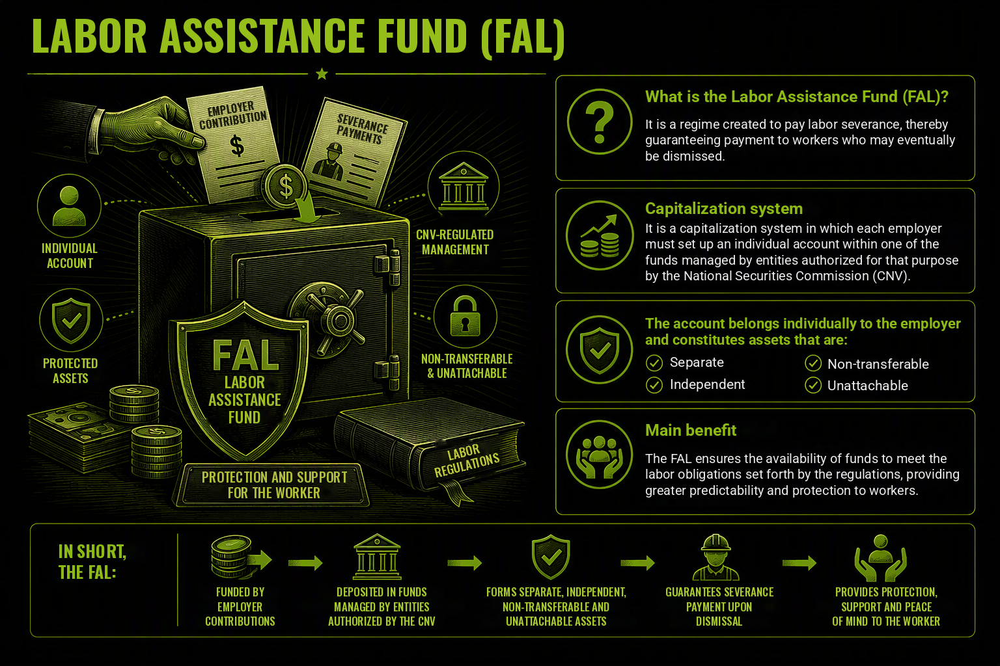 LABOR ASSISTANCE FUND (FAL)
EMPLOYER
CONTRIBUTION
$
SEVERANCE
PAYMENTS
$
INDIVIDUAL
ACCOUNT
PROTECTED
ASSETS
CNV-REGULATED
MANAGEMENT
NON-TRANSFERABLE
& UNATTACHABLE
FAL
LABOR
ASSISTANCE
FUND
LABOR
REGULATIONS
PROTECTION AND SUPPORT
FOR THE WORKER
?
What is the Labor Assistance Fund (FAL)?
It is a regime created to pay labor severance, thereby
guaranteeing payment to workers who may eventually
be dismissed.
Capitalization system
It is a capitalization system in which each employer
must set up an individual account within one of the
funds managed by entities authorized for that purpose
by the National Securities Commission (CNV).
The account belongs individually to the employer
and constitutes assets that are:
Separate
Non-transferable
Independent
Unattachable
Main benefit
The FAL ensures the availability of funds to meet the
labor obligations set forth by the regulations, providing
greater predictability and protection to workers.
IN SHORT,
THE FAL:
FUNDED BY
EMPLOYER
CONTRIBUTIONS
DEPOSITED IN FUNDS
MANAGED BY ENTITIES
AUTHORIZED BY THE CNV
FORMS SEPARATE, INDEPENDENT,
NON-TRANSFERABLE AND
UNATTACHABLE ASSETS
GUARANTEES SEVERANCE
PAYMENT UPON
DISMISSAL
PROVIDES PROTECTION,
SUPPORT AND PEACE
OF MIND TO THE WORKER